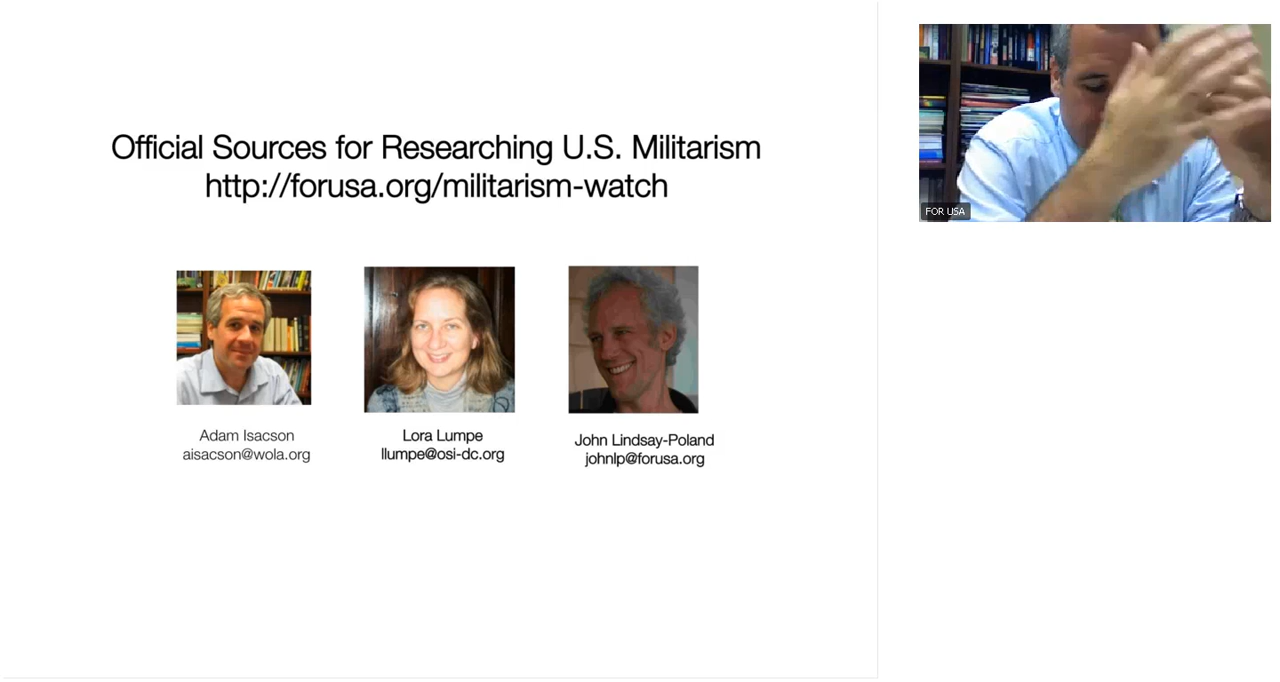 Official Sources for Researching U.S. Militarism
http://forusa.org/militarism-watch
FOR USA
Adam Isacson
aisacson@wola.org
Lora Lumpe
llumpe@osi-dc.org
John Lindsay-Poland
johnlp@forusa.org